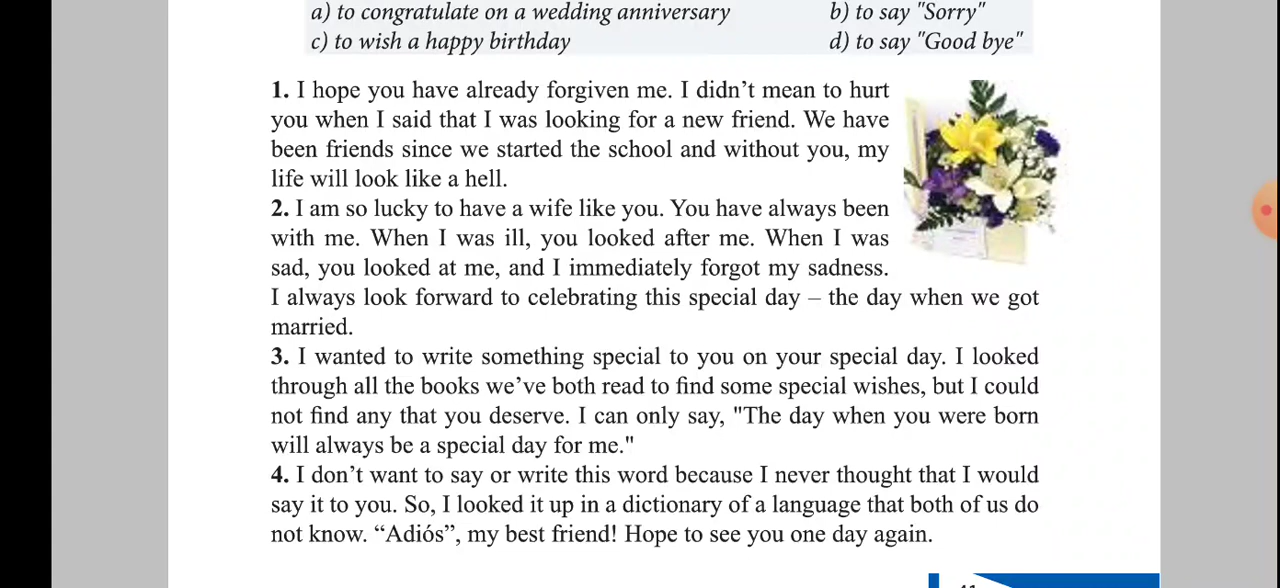 a) to congratulate on a wedding anniversary b) to say "Sorry"
c) to wish a happy birthday d) to say "Good bye"
1. I hope you have already forgiven me. I didn’t mean to hurt
you when I said that I was looking for a new friend. We have
been friends since we started the school and without you, my
life will look like a hell.
2. I am so lucky to have a wife like you. You have always been
with me. When I was ill, you looked after me. When I was
sad, you looked at me, and I immediately forgot my sadness.
I always look forward to celebrating this special day – the day when we got
married.
3. I wanted to write something special to you on your special day. I looked
through all the books we’ve both read to find some special wishes, but I could
not find any that you deserve. I can only say, "The day when you were born
will always be a special day for me."
4. I don’t want to say or write this word because I never thought that I would
say it to you. So, I looked it up in a dictionary of a language that both of us do
not know. “Adiós”, my best friend! Hope to see you one day again.